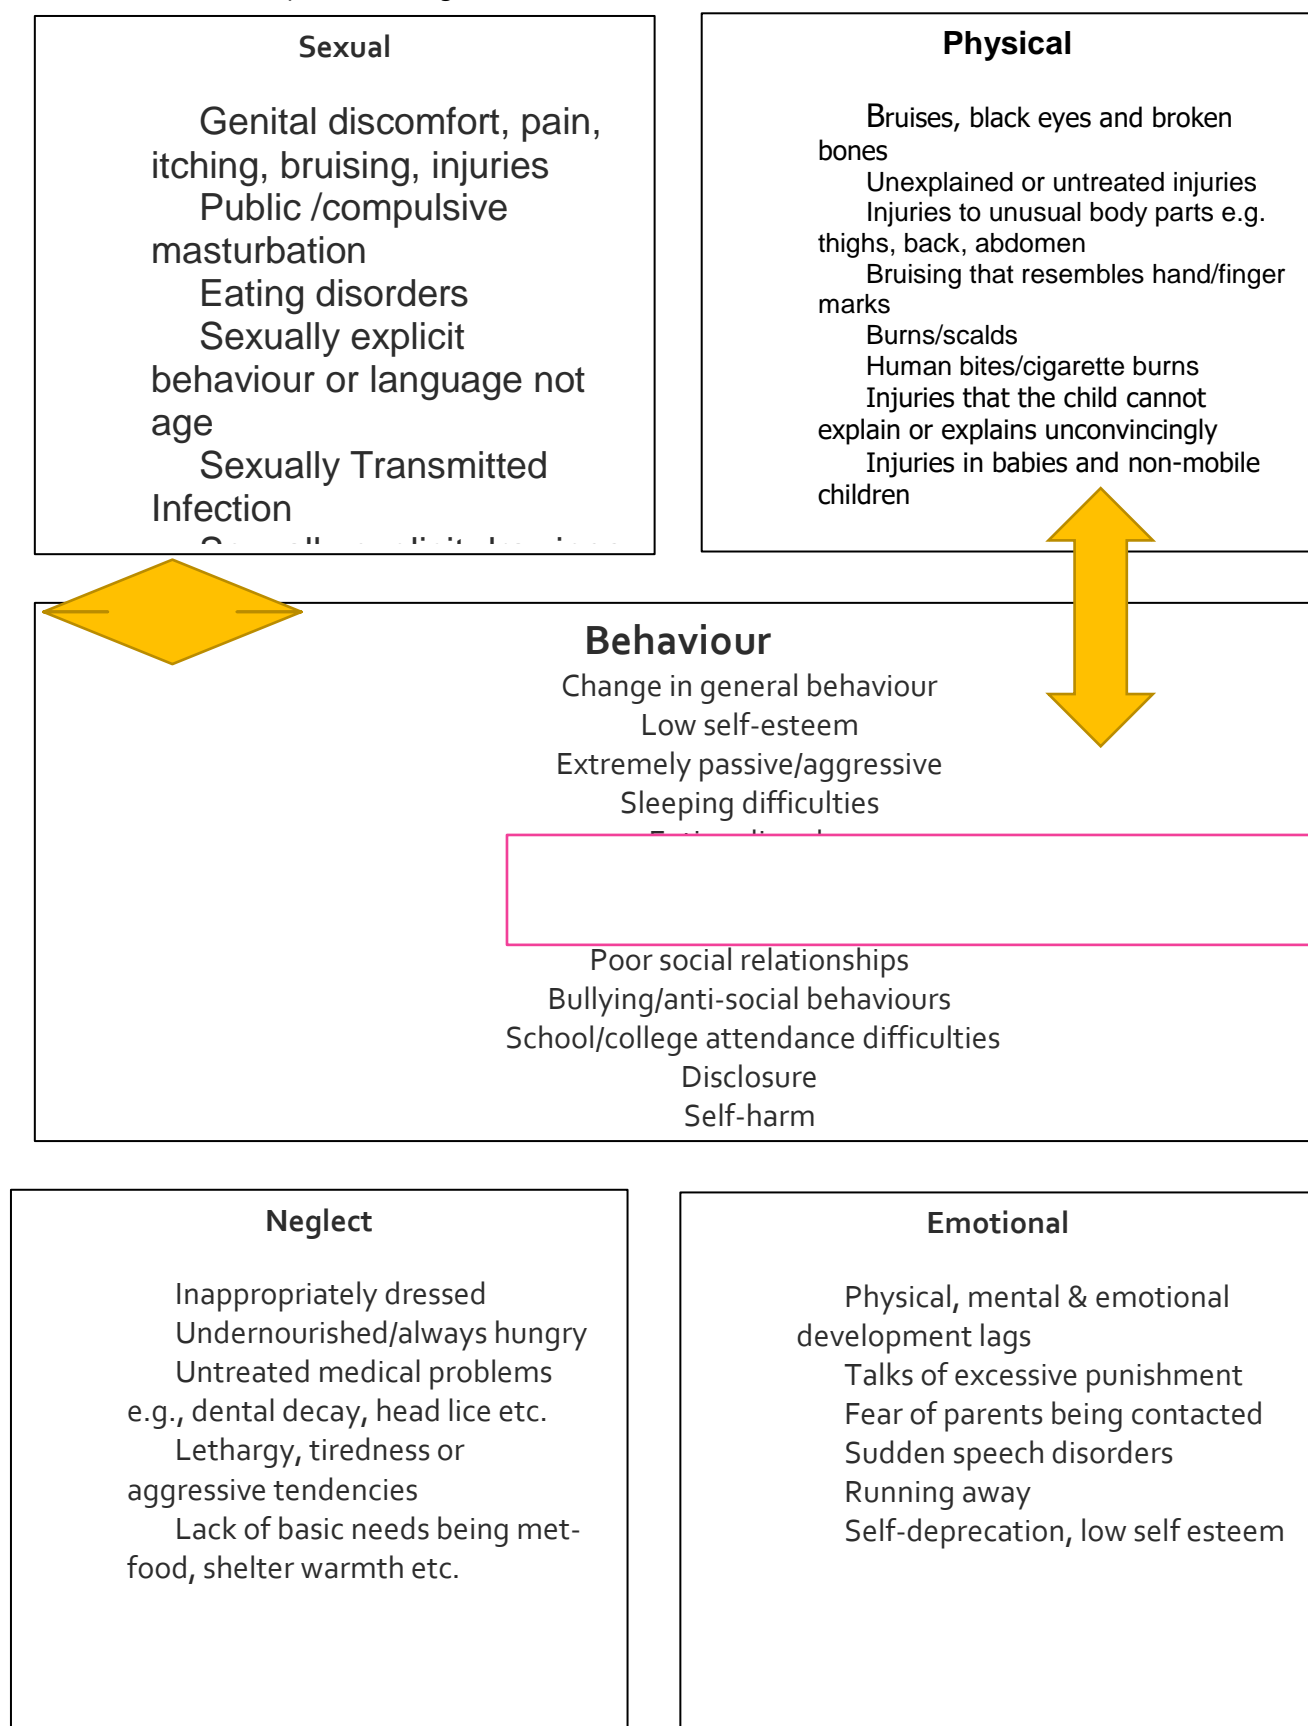 Sexual
Genital discomfort, pain,
itching, bruising, injuries
Public /compulsive
masturbation
Eating disorders
Sexually explicit
behaviour or language not
age
Sexually Transmitted
Infection
Physical
Bruises, black eyes and broken
bones
Unexplained or untreated injuries
Injuries to unusual body parts e.g.
thighs, back, abdomen
Bruising that resembles hand/finger
marks
Burns/scalds
Human bites/cigarette burns
Injuries that the child cannot
explain or explains unconvincingly
Injuries in babies and non-mobile
children
Behaviour
Change in general behaviour
Low self-esteem
Extremely passive/aggressive
Sleeping difficulties
Poor social relationships
Bullying/anti-social behaviours
School/college attendance difficulties
Disclosure
Self-harm
Neglect
Inappropriately dressed
Undernourished/always hungry
Untreated medical problems
e.g., dental decay, head lice etc.
Lethargy, tiredness or
aggressive tendencies
Lack of basic needs being met-
food, shelter warmth etc.
Emotional
Physical, mental & emotional
development lags
Talks of excessive punishment
Fear of parents being contacted
Sudden speech disorders
Running away
Self-deprecation, low self esteem